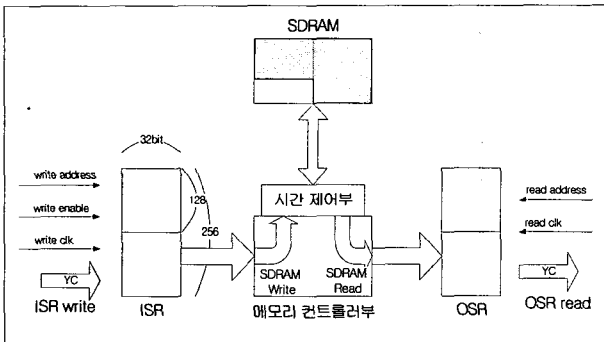 SDRAM
32bit
write address
write enable
write clk
YC
ISR write
128
256
ISR
시간 제어부
SDRAM
Write
SDRAM
Read
메모리 컨트롤러부
OSR
read address
read clk
YC
OSR read